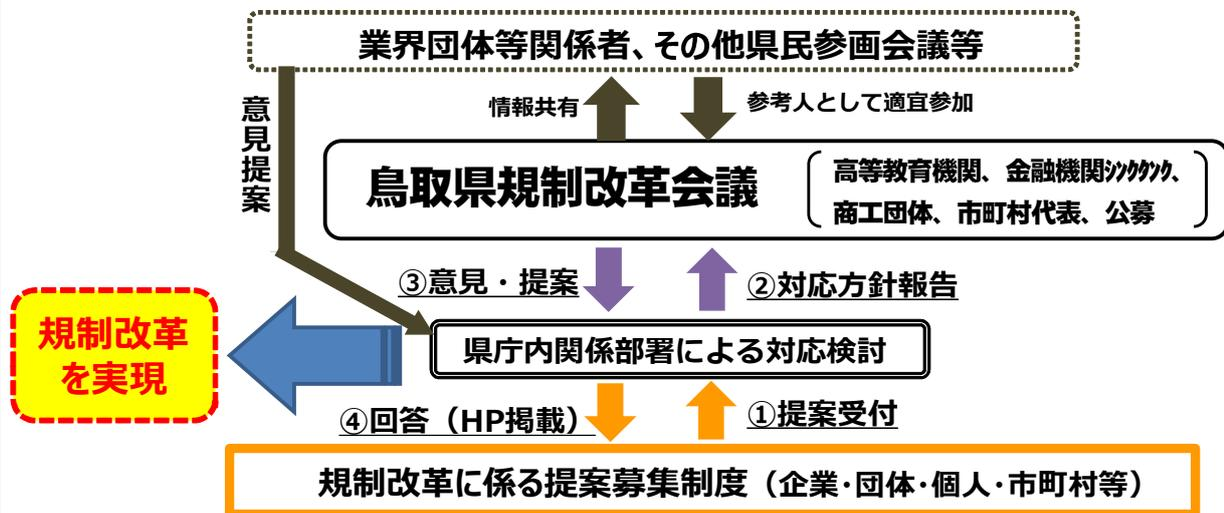 業界団体等関係者、その他県民参画会議等
意見提案
情報共有
参考人として適宜参加
鳥取県規制改革会議
高等教育機関、金融機関ｼﾝｸﾀﾝｸ、
商工団体、市町村代表、公募
③意見・提案
②対応方針報告
規制改革
を実現
県庁内関係部署による対応検討
④回答（HP掲載）
①提案受付
規制改革に係る提案募集制度（企業･団体･個人･市町村等）